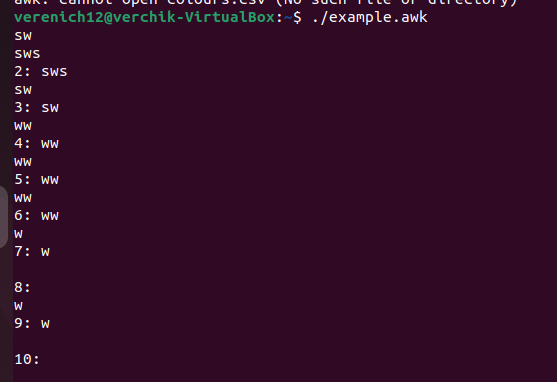 awk: cannot open colours.csv (No such file or directory)
verenich12@verchik-VirtualBox:~$ ./example.awk
sw
sws
2: sws
sw
3: sw
ww
4: ww
ww
5: ww
ww
6: ww
w
7: w
8:
w
9: w
10: